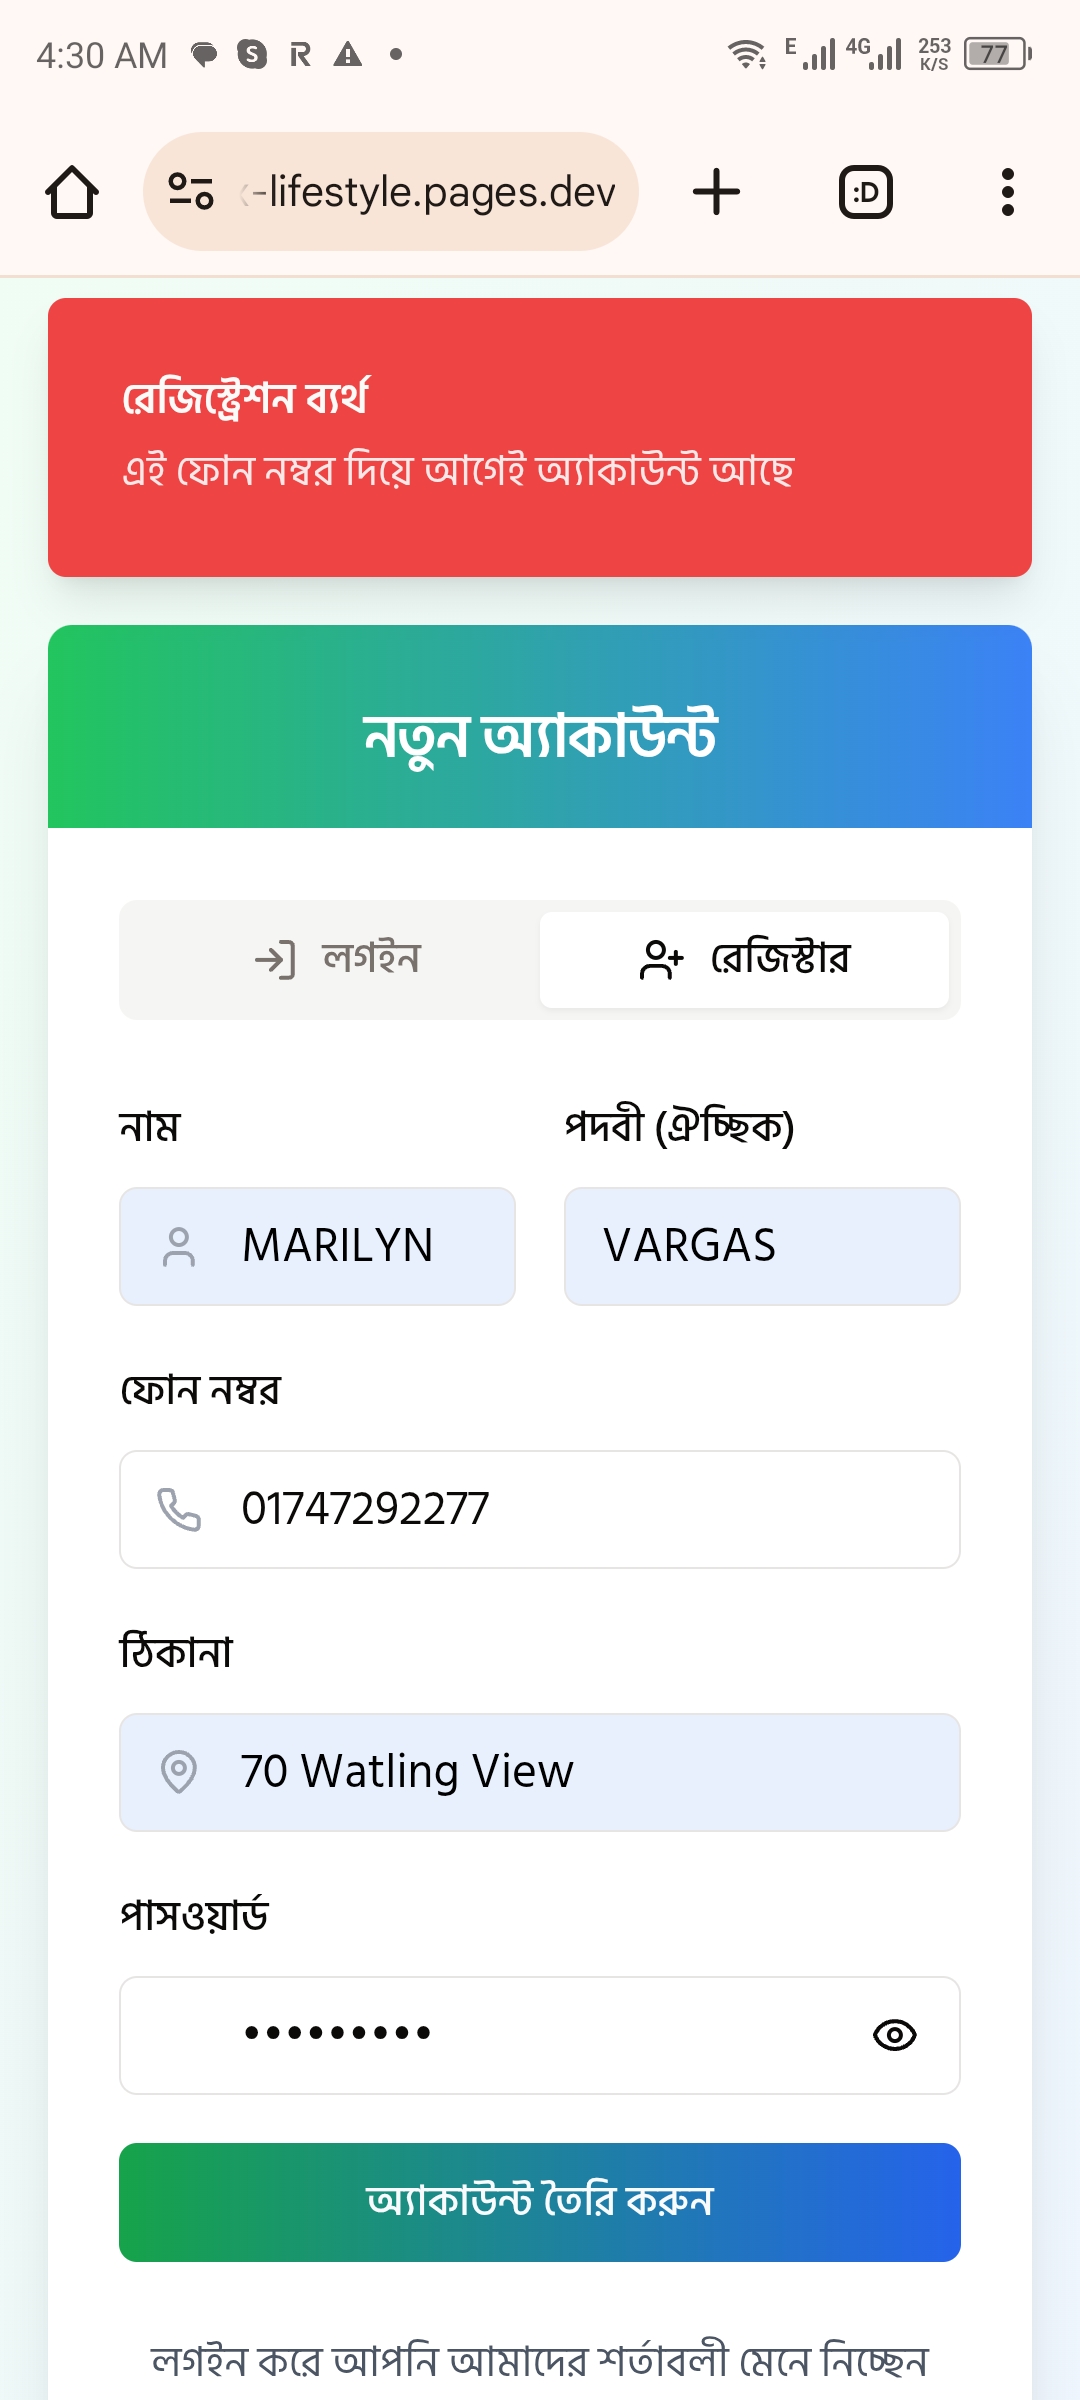 4:30 AM
E 4G 253 K/S 77
-lifestyle.pages.dev
:D
রেজিস্ট্রেশন ব্যর্থ
এই ফোন নম্বর দিয়ে আগেই অ্যাকাউন্ট আছে
নতুন অ্যাকাউন্ট
লগইন রেজিস্টার
নাম পদবী (ঐচ্ছিক)
MARILYN VARGAS
ফোন নম্বর
01747292277
ঠিকানা
70 Watling View
পাসওয়ার্ড
•••••••••
অ্যাকাউন্ট তৈরি করুন
লগইন করে আপনি আমাদের শর্তাবলী মেনে নিচ্ছেন